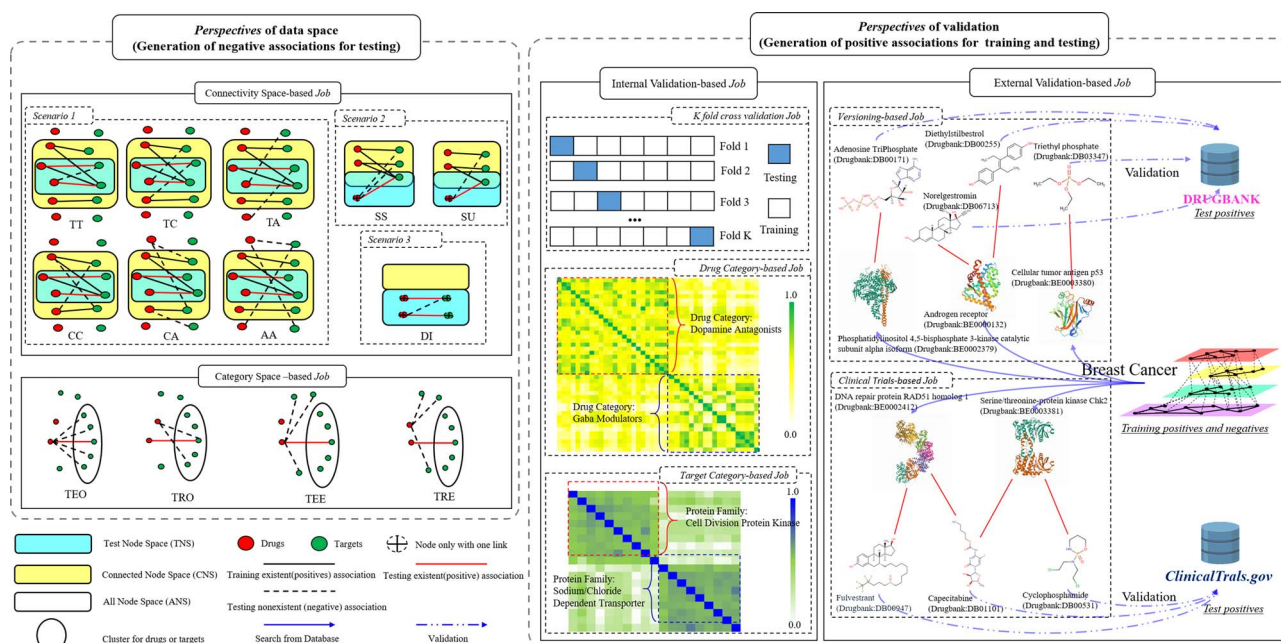 Perspectives of data space
(Generation of negative associations for testing)
Connectivity Space-based Job
Scenario 1
TT
TC
TA
CC
CA
AA
Scenario 2
SS
SU
Scenario 3
DI
Category Space –based Job
TEO
TRO
TEE
TRE
Test Node Space (TNS)
Connected Node Space (CNS)
All Node Space (ANS)
Cluster for drugs or targets
Drugs
Targets
Node only with one link
Training existent(positives) association
Testing existent(positive) association
Testing nonexistent (negative) association
Search from Database
Validation
Perspectives of validation
(Generation of positive associations for training and testing)
Internal Validation-based Job
K fold cross validation Job
Fold 1
Fold 2
Fold 3
...
Fold K
Testing
Training
Drug Category-based Job
Drug Category:
Dopamine Antagonists
Drug Category:
Gaba Modulators
1.0
0.0
Target Category-based Job
Protein Family:
Cell Division Protein Kinase
Protein Family:
Sodium/Chloride
Dependent Transporter
1.0
0.0
External Validation-based Job
Versioning-based Job
Diethylstilbestrol
(Drugbank:DB00255)
Adenosine TriPhosphate
(Drugbank:DB00171)
Triethyl phosphate
(Drugbank:DB03347)
Norelgestromin
(Drugbank:DB06713)
Validation
DRUGBANK
Test positives
Cellular tumor antigen p53
(Drugbank:BE0003380)
Androgen receptor
(Drugbank:BE0000132)
Phosphatidylinositol 4,5-bisphosphate 3-kinase catalytic
subunit alpha isoform (Drugbank:BE0002379)
Breast Cancer
Training positives and negatives
Clinical Trials-based Job
DNA repair protein RAD51 homolog 1
(Drugbank:BE0002412)
Serine/threonine-protein kinase Chk2
(Drugbank:BE0003381)
Fulvestrant
(Drugbank:DB00947)
Capecitabine
(Drugbank:DB01101)
Cyclophosphamide
(Drugbank:DB00531)
Validation
ClinicalTrals.gov
Test positives